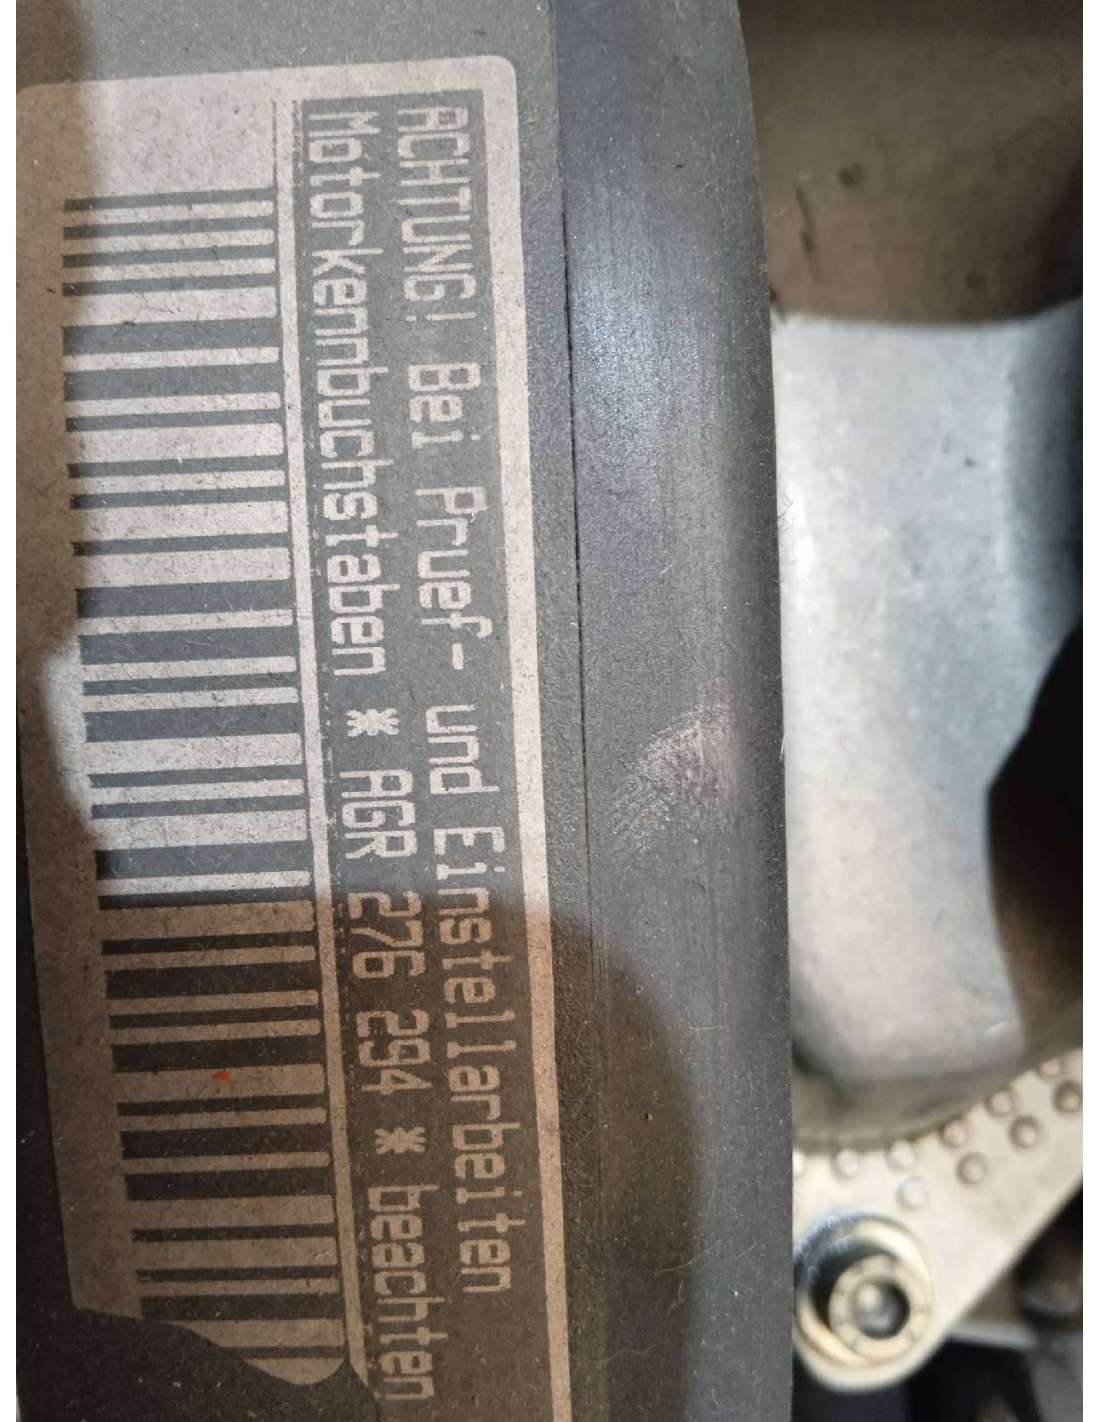 ACHTUNG! Bei Pruef- und Einstellarbeiten
Motorkennbuchstaben * AGR 276 294 * beachten